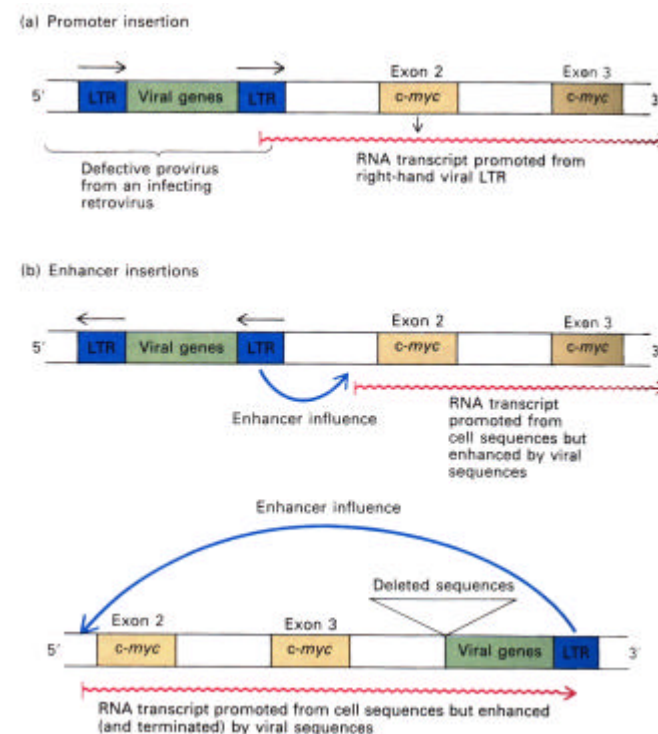 (a) Promoter insertion
Exon 2
Exon 3
5'
LTR
Viral genes
LTR
c-myc
c-myc
3'
Defective provirus
from an infecting
retrovirus
RNA transcript promoted from
right-hand viral LTR
(b) Enhancer insertions
Exon 2
Exon 3
5'
LTR
Viral genes
LTR
c-myc
c-myc
3'
Enhancer influence
RNA transcript
promoted from
cell sequences but
enhanced by viral
sequences
Enhancer influence
Deleted sequences
Exon 2
Exon 3
5'
c-myc
c-myc
Viral genes
LTR
3'
RNA transcript promoted from cell sequences but enhanced
(and terminated) by viral sequences